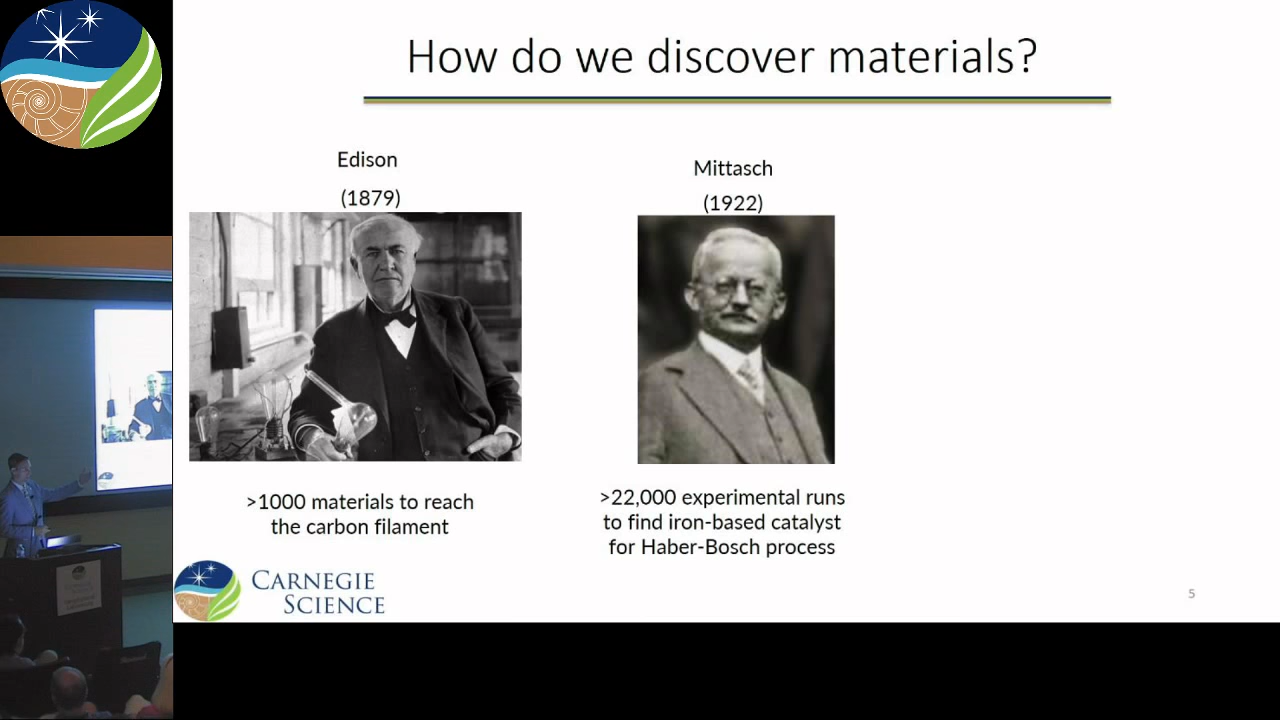 How do we discover materials?
Edison
(1879)
Mittasch
(1922)
>1000 materials to reach
the carbon filament
>22,000 experimental runs
to find iron-based catalyst
for Haber-Bosch process
CARNEGIE
SCIENCE
5